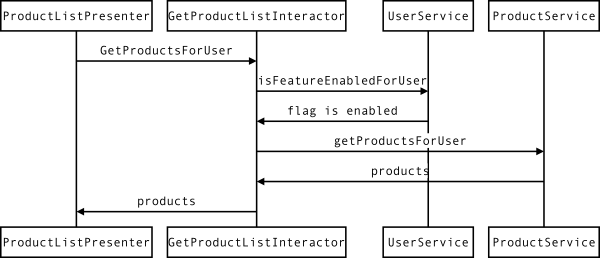 ProductListPresenter
GetProductListInteractor
UserService
ProductService
GetProductsForUser
isFeatureEnabledForUser
flag is enabled
getProductsForUser
products
products
ProductListPresenter
GetProductListInteractor
UserService
ProductService